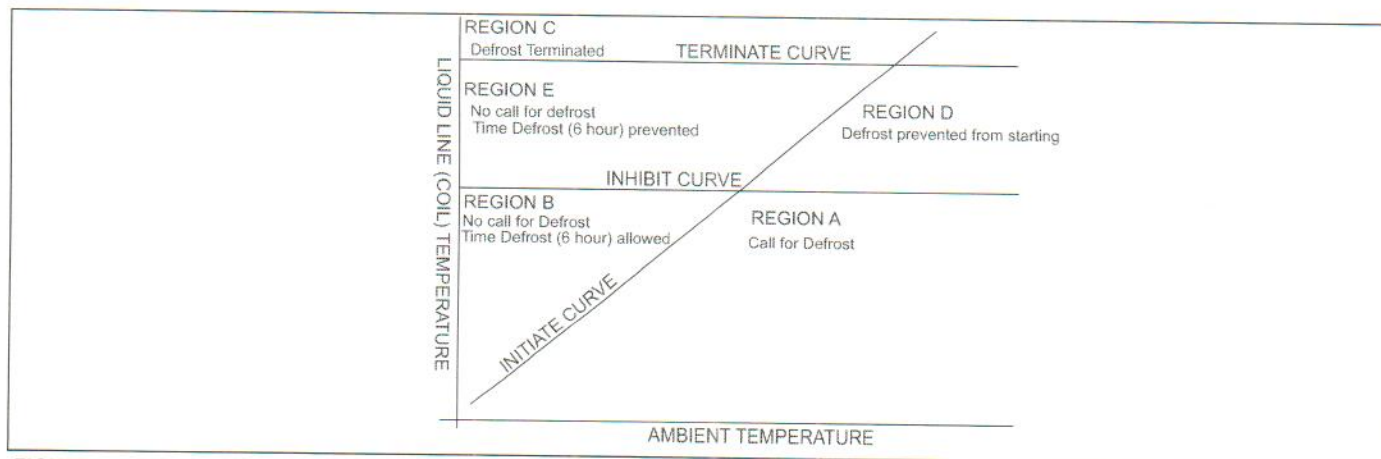 REGION C
Defrost Terminated
TERMINATE CURVE
REGION E
No call for defrost
Time Defrost (6 hour) prevented
REGION D
Defrost prevented from starting
LIQUID LINE (COIL) TEMPERATURE
INHIBIT CURVE
REGION B
No call for Defrost
Time Defrost (6 hour) allowed
REGION A
Call for Defrost
INITIATE CURVE
AMBIENT TEMPERATURE